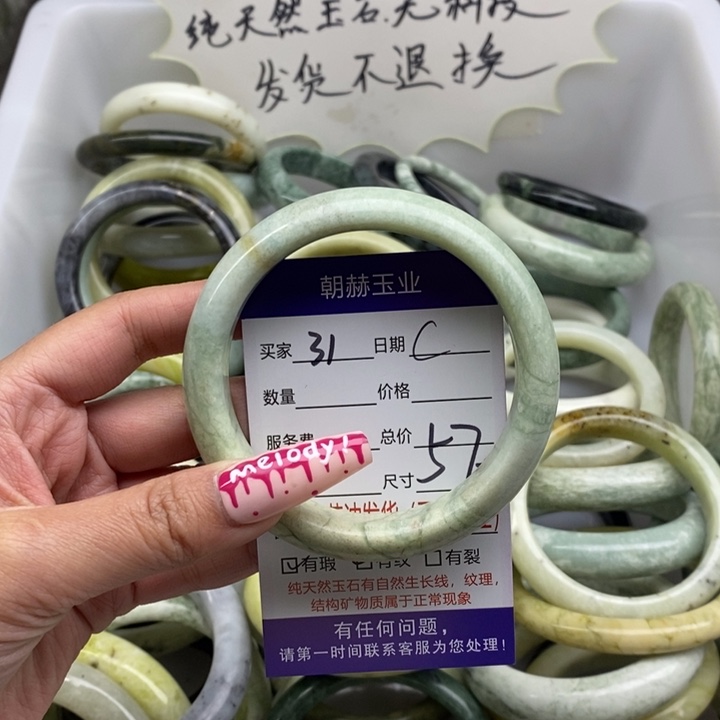 纯天然玉石.无
发货不退换
朝赫玉业
买家 31 日期 C
数量 价格
服务费 总价 57
melody!
尺寸
有瑕 有纹 有裂
纯天然玉石有自然生长线，纹理，
结构矿物质属于正常现象
有任何问题，
请第一时间联系客服为您处理！